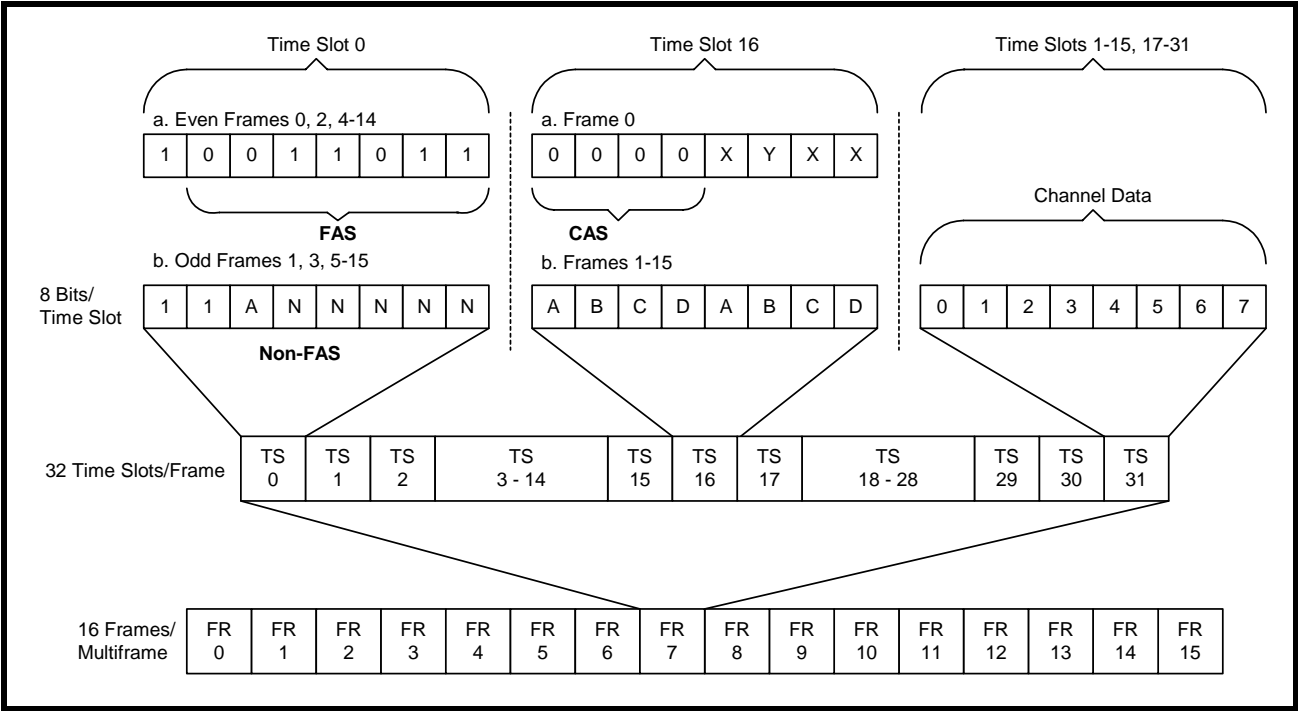 Time Slot 0
Time Slot 16
Time Slots 1-15, 17-31
a. Even Frames 0, 2, 4-14
a. Frame 0
1 0 0 1 1 0 1 1
0 0 0 0 X Y X X
Channel Data
FAS
CAS
b. Odd Frames 1, 3, 5-15
b. Frames 1-15
8 Bits/
Time Slot
1 1 A N N N N N
A B C D A B C D
0 1 2 3 4 5 6 7
Non-FAS
32 Time Slots/Frame
TS 0
TS 1
TS 2
TS 3 - 14
TS 15
TS 16
TS 17
TS 18 - 28
TS 29
TS 30
TS 31
16 Frames/
Multiframe
FR 0
FR 1
FR 2
FR 3
FR 4
FR 5
FR 6
FR 7
FR 8
FR 9
FR 10
FR 11
FR 12
FR 13
FR 14
FR 15